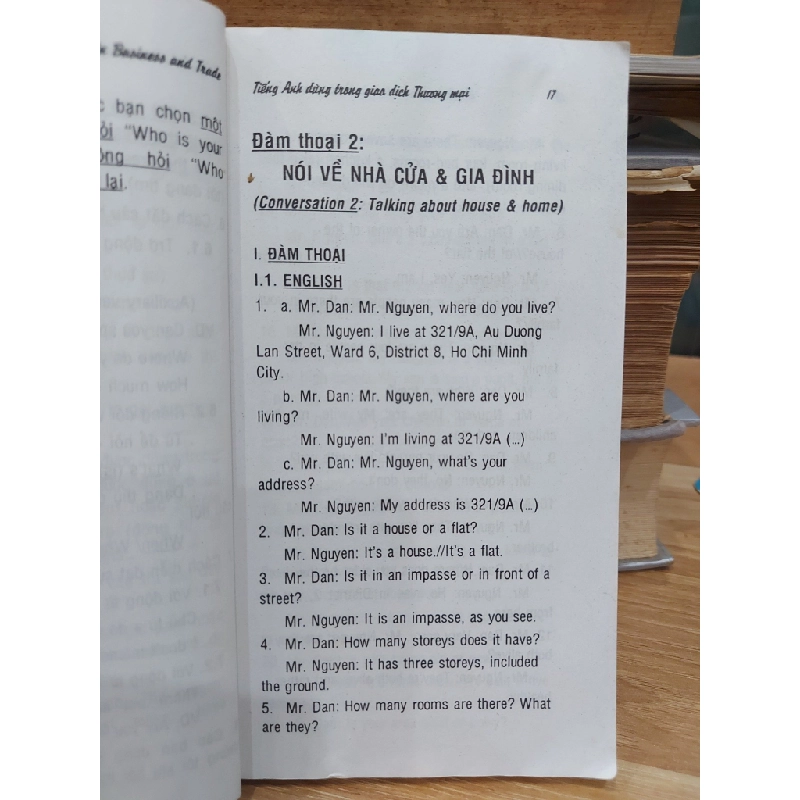 Business and Trade
bạn chọn một
"Who is your
hỏi "Who
lại.
Tiếng Anh dùng trong giao dịch Thương mại 17
Đàm thoại 2:
NÓI VỀ NHÀ CỬA & GIA ĐÌNH
(Conversation 2: Talking about house & home)
I. ĐÀM THOẠI
I.1. ENGLISH
1. a. Mr. Dan: Mr. Nguyen, where do you live?
Mr. Nguyen: I live at 321/9A, Au Duong
Lan Street, Ward 6, District 8, Ho Chi Minh
City.
b. Mr. Dan: Mr. Nguyen, where are you
living?
Mr. Nguyen: I'm living at 321/9A (...)
c. Mr. Dan: Mr. Nguyen, what's your
address?
Mr. Nguyen: My address is 321/9A (...)
2. Mr. Dan: Is it a house or a flat?
Mr. Nguyen: It's a house.//It's a flat.
3. Mr. Dan: Is it in an impasse or in front of a
street?
Mr. Nguyen: It is an impasse, as you see.
4. Mr. Dan: How many storeys does it have?
Mr. Nguyen: It has three storeys, included
the ground.
5. Mr. Dan: How many rooms are there? What
are they?